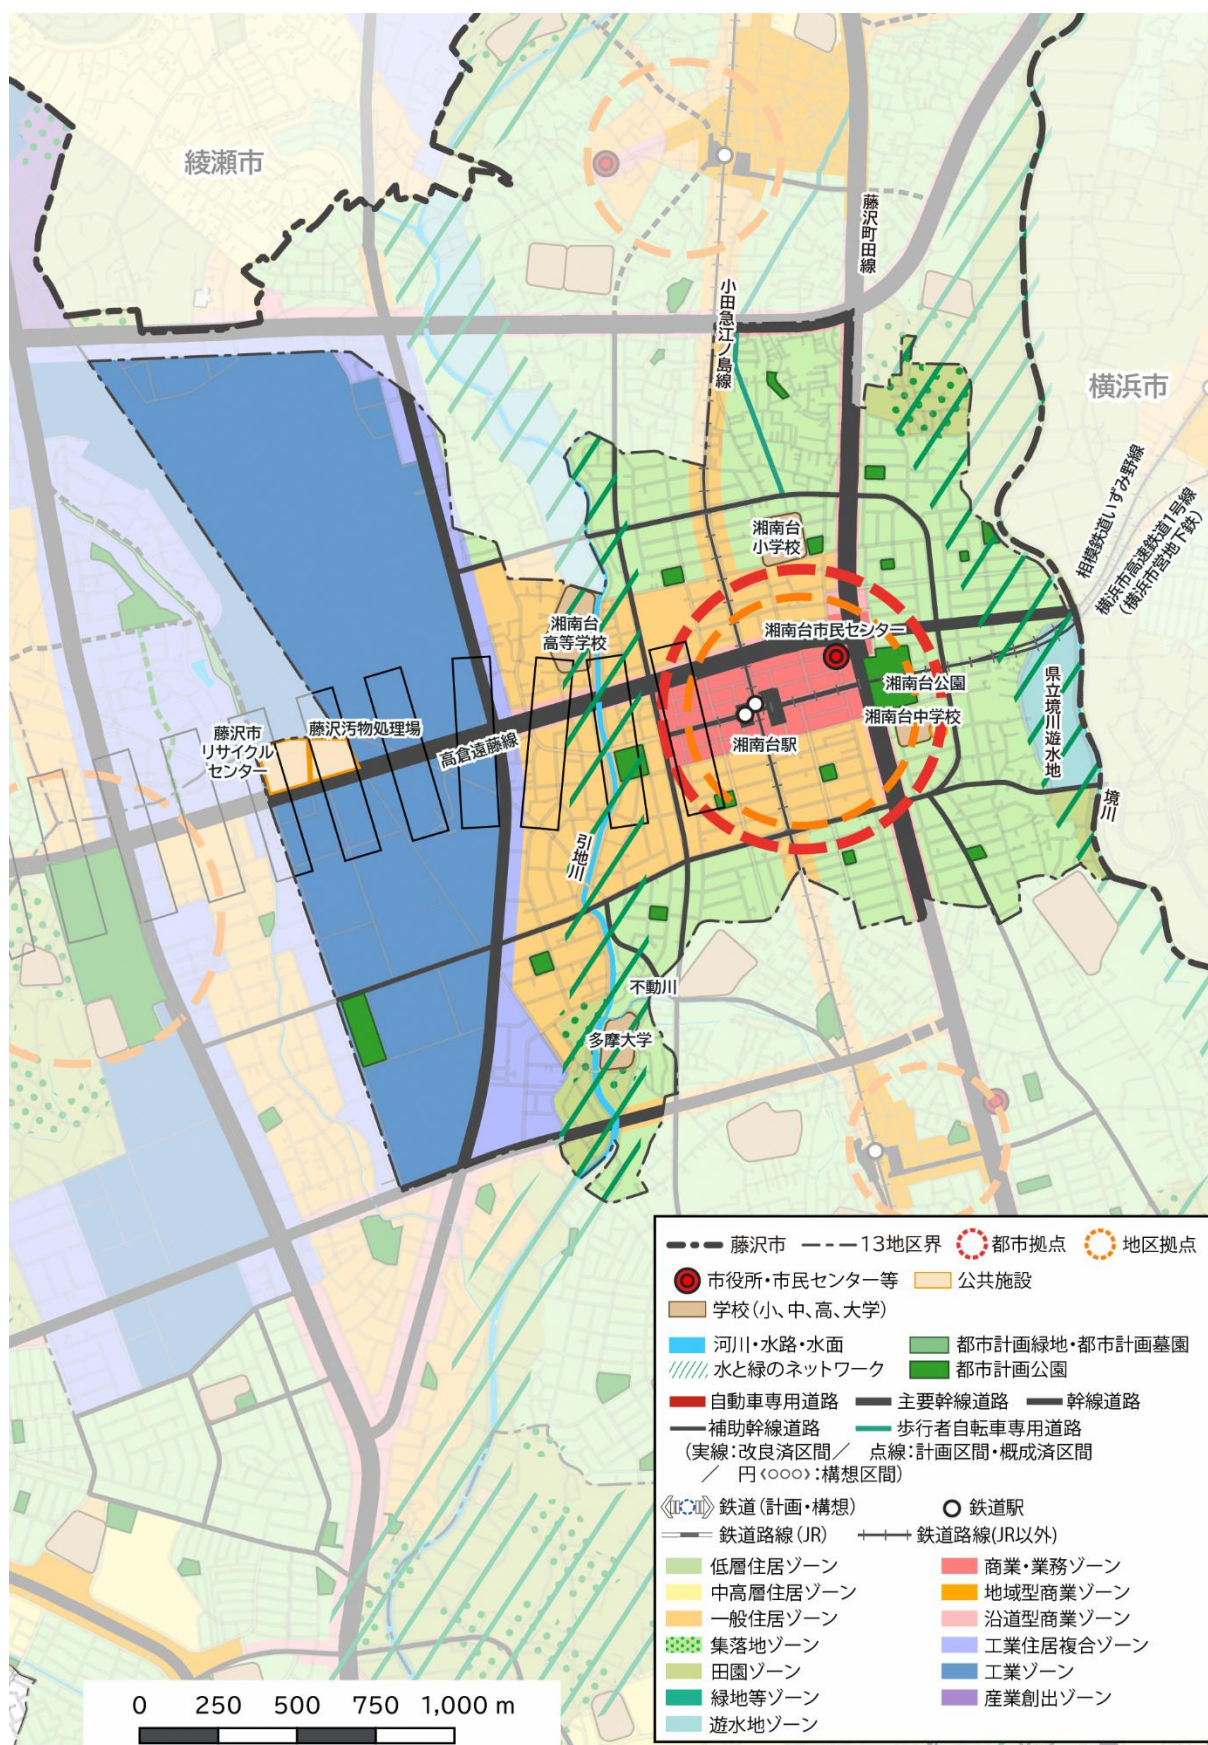 綾瀬市
藤沢町田線
小田急江ノ島線
横浜市
相模鉄道いずみ野線
横浜市高速鉄道1号線
(横浜市営地下鉄)
湘南台
小学校
湘南台
高等学校
湘南台市民センター
湘南台公園
湘南台中学校
湘南台駅
県立境川遊水地
境川
藤沢市
リサイクル
センター
藤沢汚物処理場
高倉遠藤線
引地川
不動川
多摩大学
藤沢市
13地区界
都市拠点
地区拠点
市役所・市民センター等
公共施設
学校(小、中、高、大学)
河川・水路・水面
都市計画緑地・都市計画墓園
水と緑のネットワーク
都市計画公園
自動車専用道路
主要幹線道路
幹線道路
補助幹線道路
歩行者自転車専用道路
(実線:改良済区間/ 点線:計画区間・概成済区間
/ 円〈○○○〉:構想区間)
鉄道(計画・構想)
鉄道駅
鉄道路線(JR)
鉄道路線(JR以外)
低層住居ゾーン
商業・業務ゾーン
中高層住居ゾーン
地域型商業ゾーン
一般住居ゾーン
沿道型商業ゾーン
集落地ゾーン
工業住居複合ゾーン
田園ゾーン
工業ゾーン
緑地等ゾーン
産業創出ゾーン
遊水地ゾーン
0 250 500 750 1,000 m